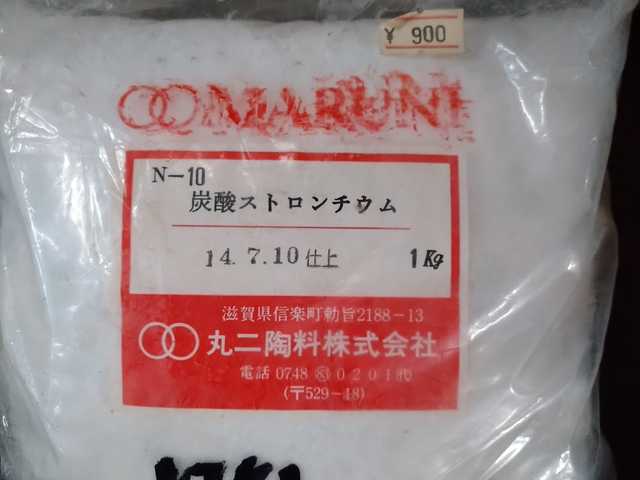 ¥ 900
MARUNI
N-10
炭酸ストロンチウム
14.7.10 仕上 1Kg
滋賀県信楽町勅旨2188-13
丸二陶料株式会社
電話 0748 0201
(〒529-18)